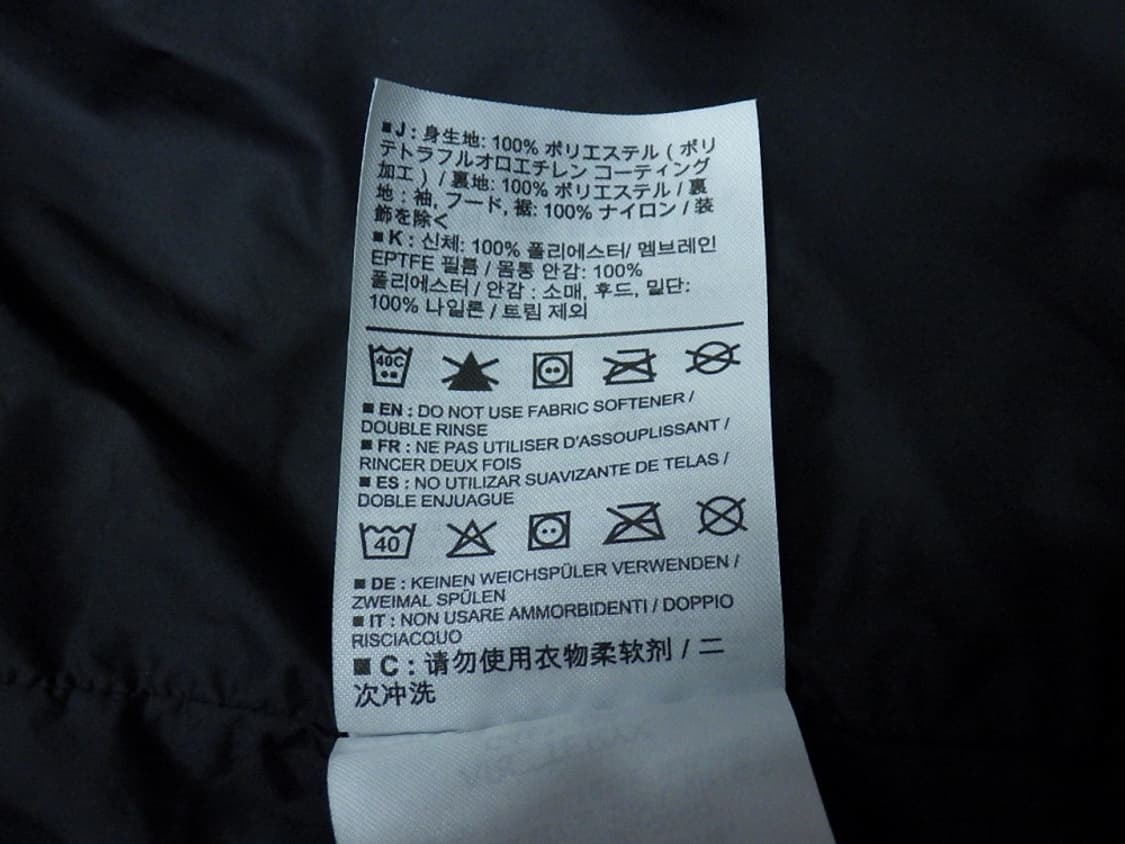 ■J : 身生地: 100% ポリエステル ( ポリ
テトラフルオロエチレン コーティング
加工 ) / 裏地: 100% ポリエステル / 裏
地 : 袖, フード, 裾: 100% ナイロン / 装
飾を除く
■K : 신체: 100% 폴리에스터/ 멤브레인
EPTFE 필름 / 몸통 안감: 100%
폴리에스터 / 안감 : 소매, 후드, 밑단:
100% 나일론 / 트림 제외
40C
■ EN : DO NOT USE FABRIC SOFTENER /
DOUBLE RINSE
■ FR : NE PAS UTILISER D'ASSOUPLISSANT /
RINCER DEUX FOIS
■ ES : NO UTILIZAR SUAVIZANTE DE TELAS /
DOBLE ENJUAGUE
40
■ DE : KEINEN WEICHSPÜLER VERWENDEN /
ZWEIMAL SPÜLEN
■ IT : NON USARE AMMORBIDENTI / DOPPIO
RISCIACQUO
■ C : 请勿使用衣物柔软剂 / 二
次冲洗